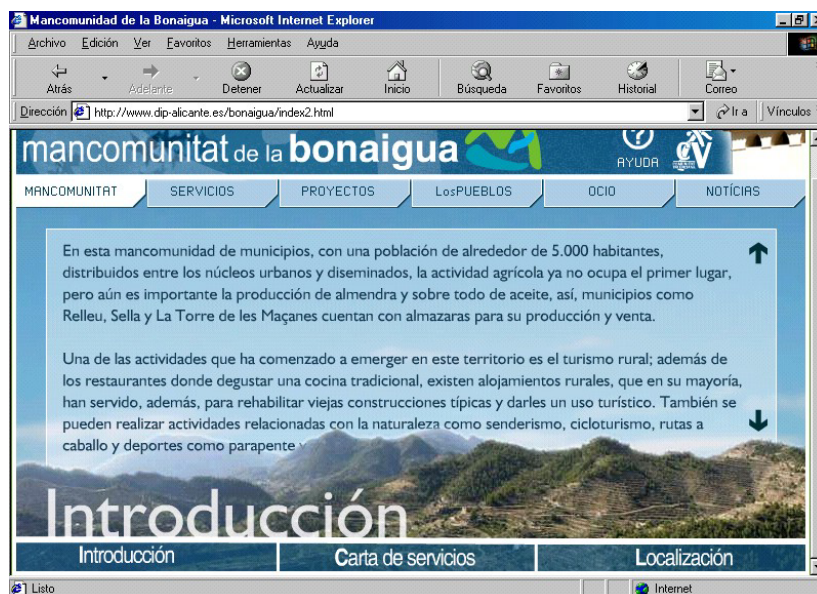 Mancomunidad de la Bonaigua - Microsoft Internet Explorer
Archivo Edición Ver Favoritos Herramientas Ayuda
Atrás Adelante Detener Actualizar Inicio Búsqueda Favoritos Historial Correo
Dirección http://www.dip-alicante.es/bonaigua/index2.html Ir a Vínculos
mancomunitat de la bonaigua
AYUDA
MANCOMUNITAT SERVICIOS PROYECTOS LosPUEBLOS OCIO NOTÍCIAS
En esta mancomunidad de municipios, con una población de alrededor de 5.000 habitantes,
distribuidos entre los núcleos urbanos y diseminados, la actividad agrícola ya no ocupa el primer lugar,
pero aún es importante la producción de almendra y sobre todo de aceite, así, municipios como
Relleu, Sella y La Torre de les Maçanes cuentan con almazaras para su producción y venta.
Una de las actividades que ha comenzado a emerger en este territorio es el turismo rural; además de
los restaurantes donde degustar una cocina tradicional, existen alojamientos rurales, que en su mayoría,
han servido, además, para rehabilitar viejas construcciones típicas y darles un uso turístico. También se
pueden realizar actividades relacionadas con la naturaleza como senderismo, cicloturismo, rutas a
caballo y deportes como parapente
Introducción
Introducción Carta de servicios Localización
Listo Internet